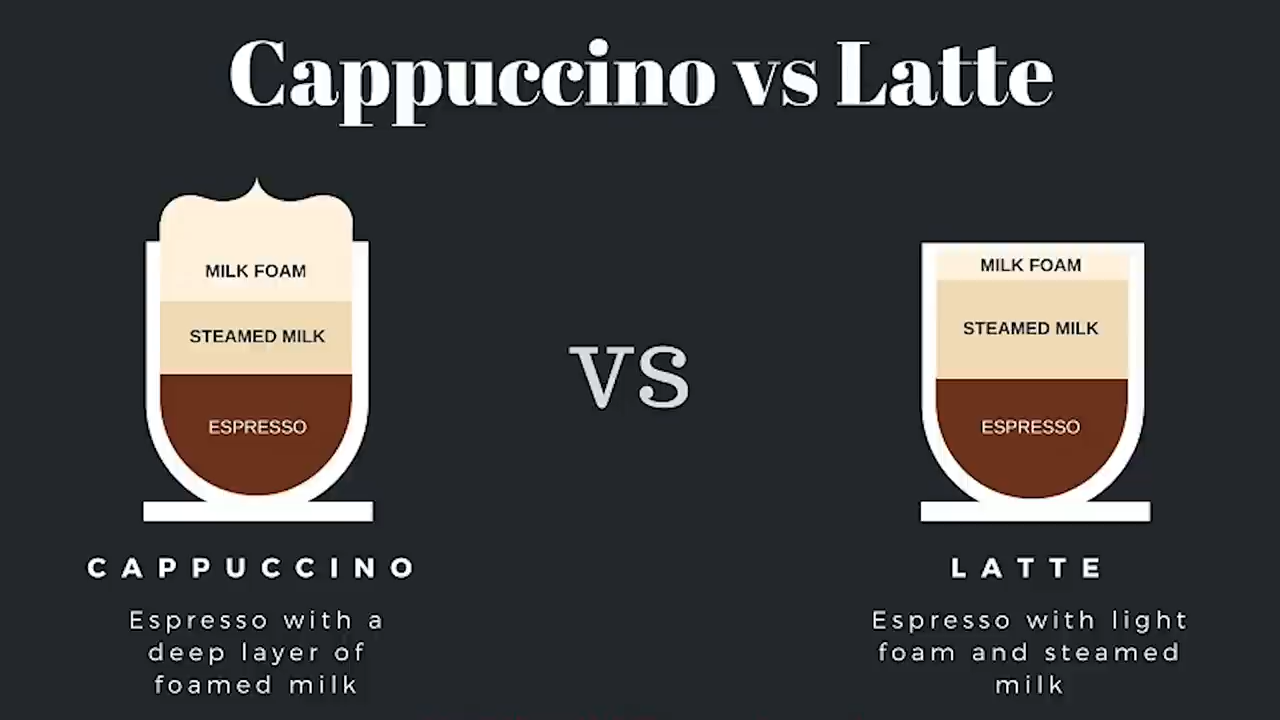 Cappuccino vs Latte
MILK FOAM
STEAMED MILK
ESPRESSO
CAPPUCCINO
Espresso with a
deep layer of
foamed milk
vs
MILK FOAM
STEAMED MILK
ESPRESSO
LATTE
Espresso with light
foam and steamed
milk